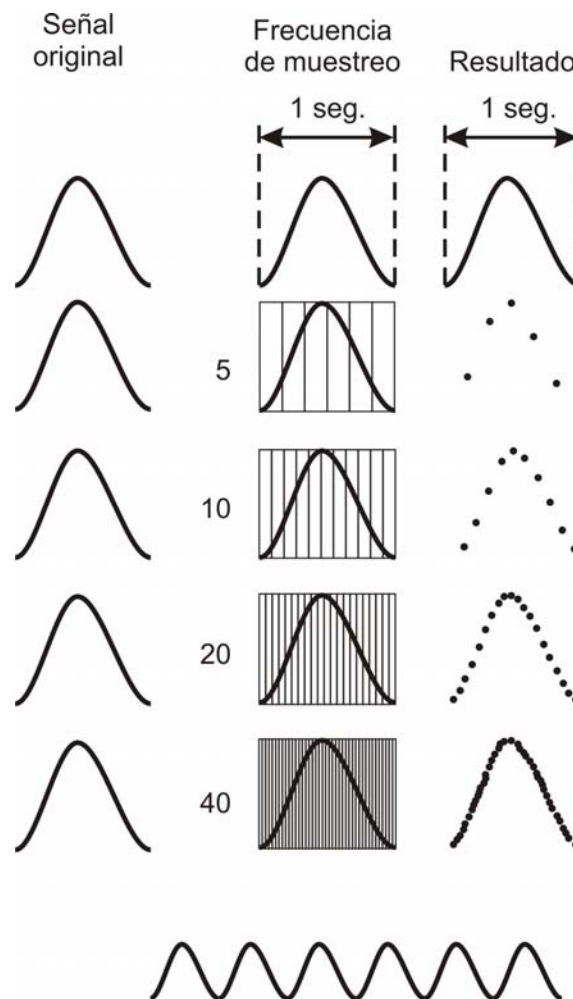 Señal
original
Frecuencia
de muestreo
Resultado
1 seg.
1 seg.
5
10
20
40